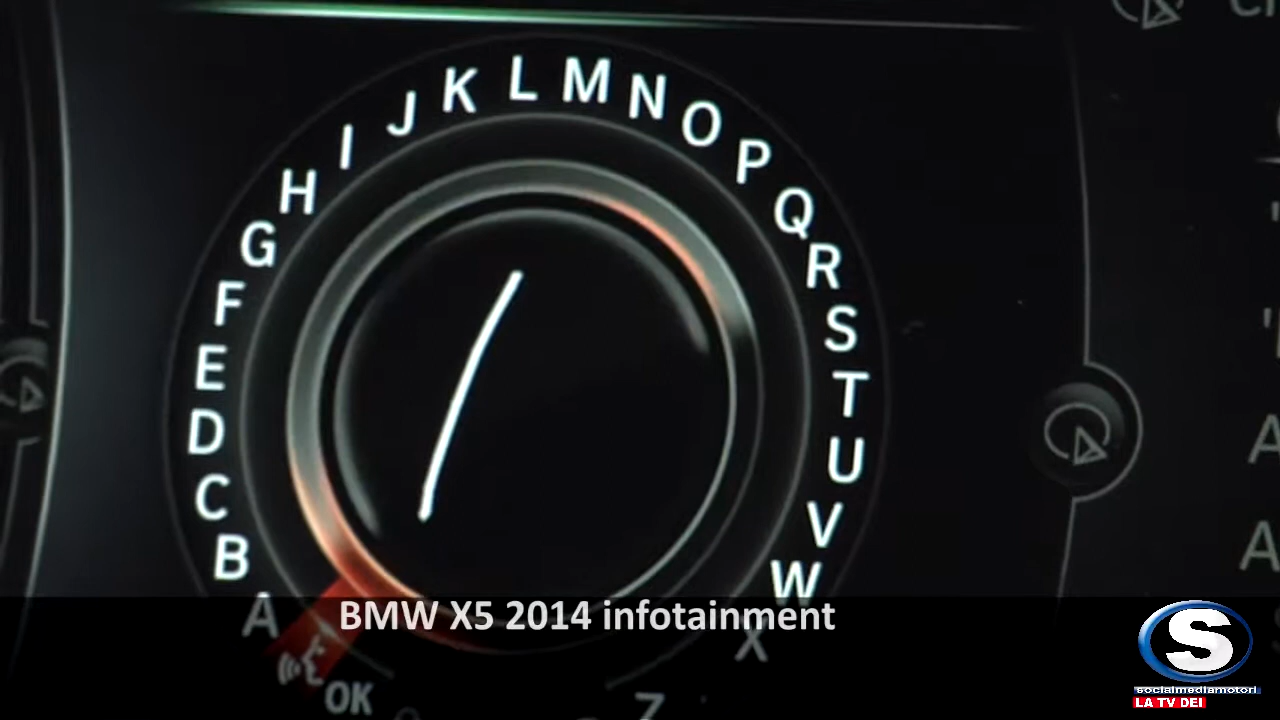 A
B
C
D
E
F
G
H
I
J
K
L
M
N
O
P
Q
R
S
T
U
V
W
X
Z
OK
BMW X5 2014 infotainment
S
socialmediamotori
LA TV DEI